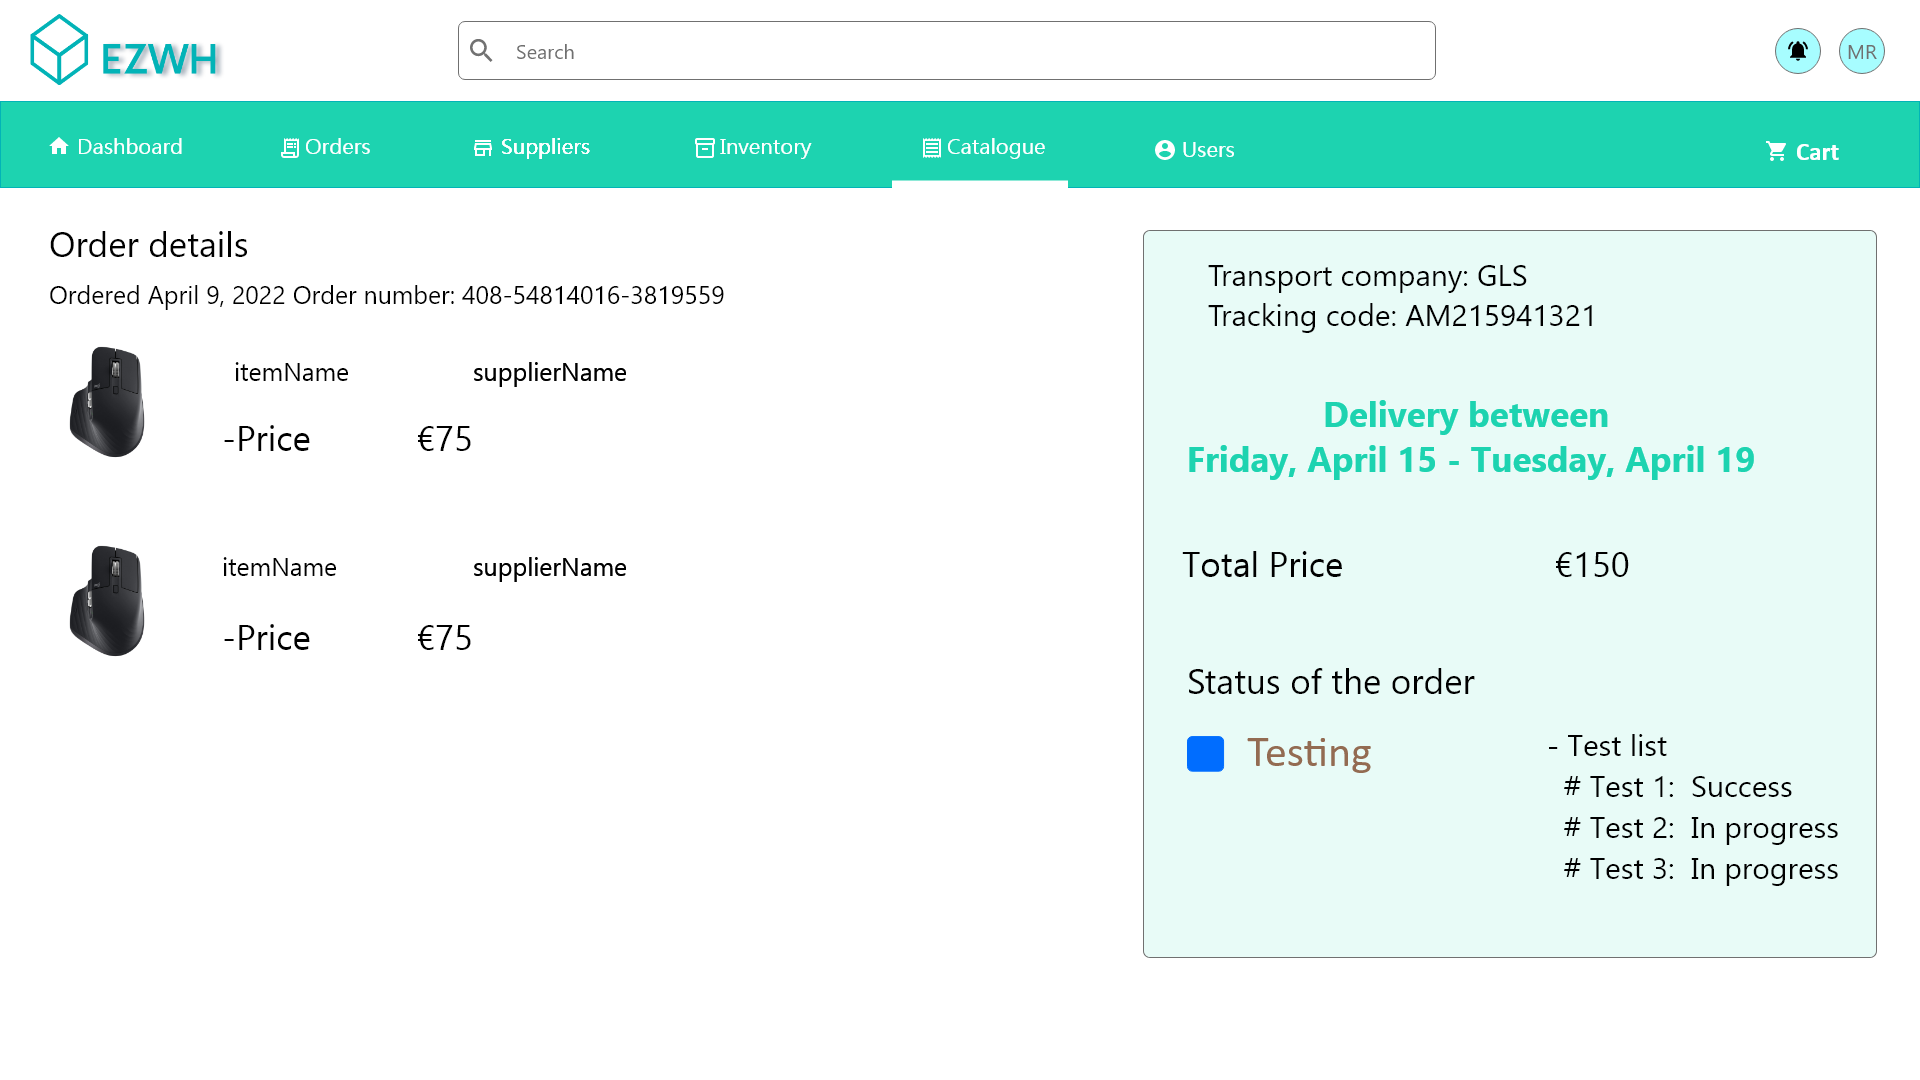 EZWH
Search
MR
Dashboard
Orders
Suppliers
Inventory
Catalogue
Users
Cart
Order details
Ordered April 9, 2022 Order number: 408-54814016-3819559
itemName
supplierName
-Price
€75
itemName
supplierName
-Price
€75
Transport company: GLS
Tracking code: AM215941321
Delivery between
Friday, April 15 - Tuesday, April 19
Total Price
€150
Status of the order
Testing
- Test list
# Test 1: Success
# Test 2: In progress
# Test 3: In progress